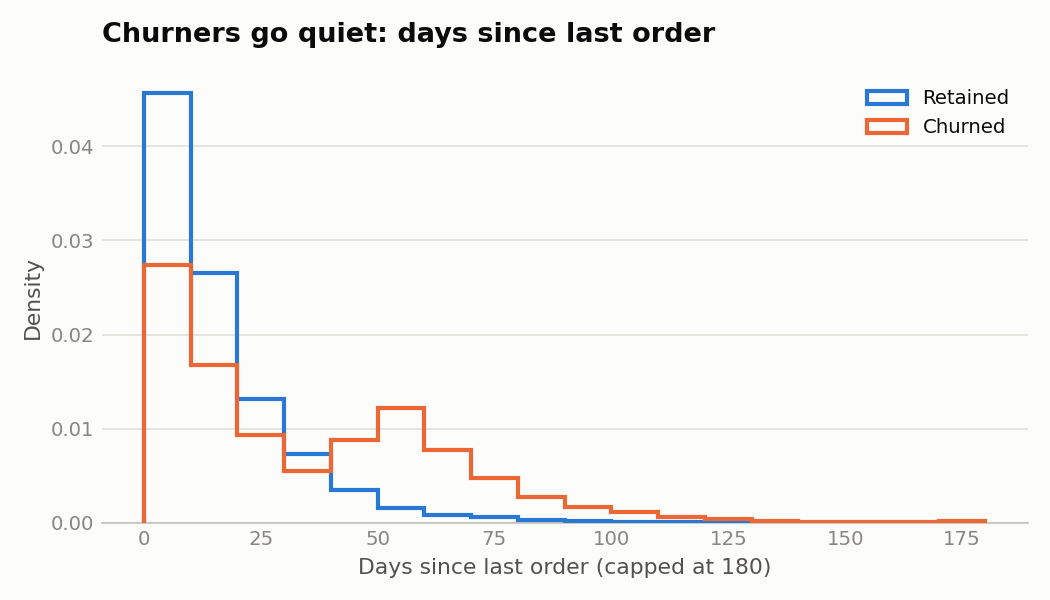 Churners go quiet: days since last order
Retained
Churned
Density
0.04
0.03
0.02
0.01
0.00
0 25 50 75 100 125 150 175
Days since last order (capped at 180)